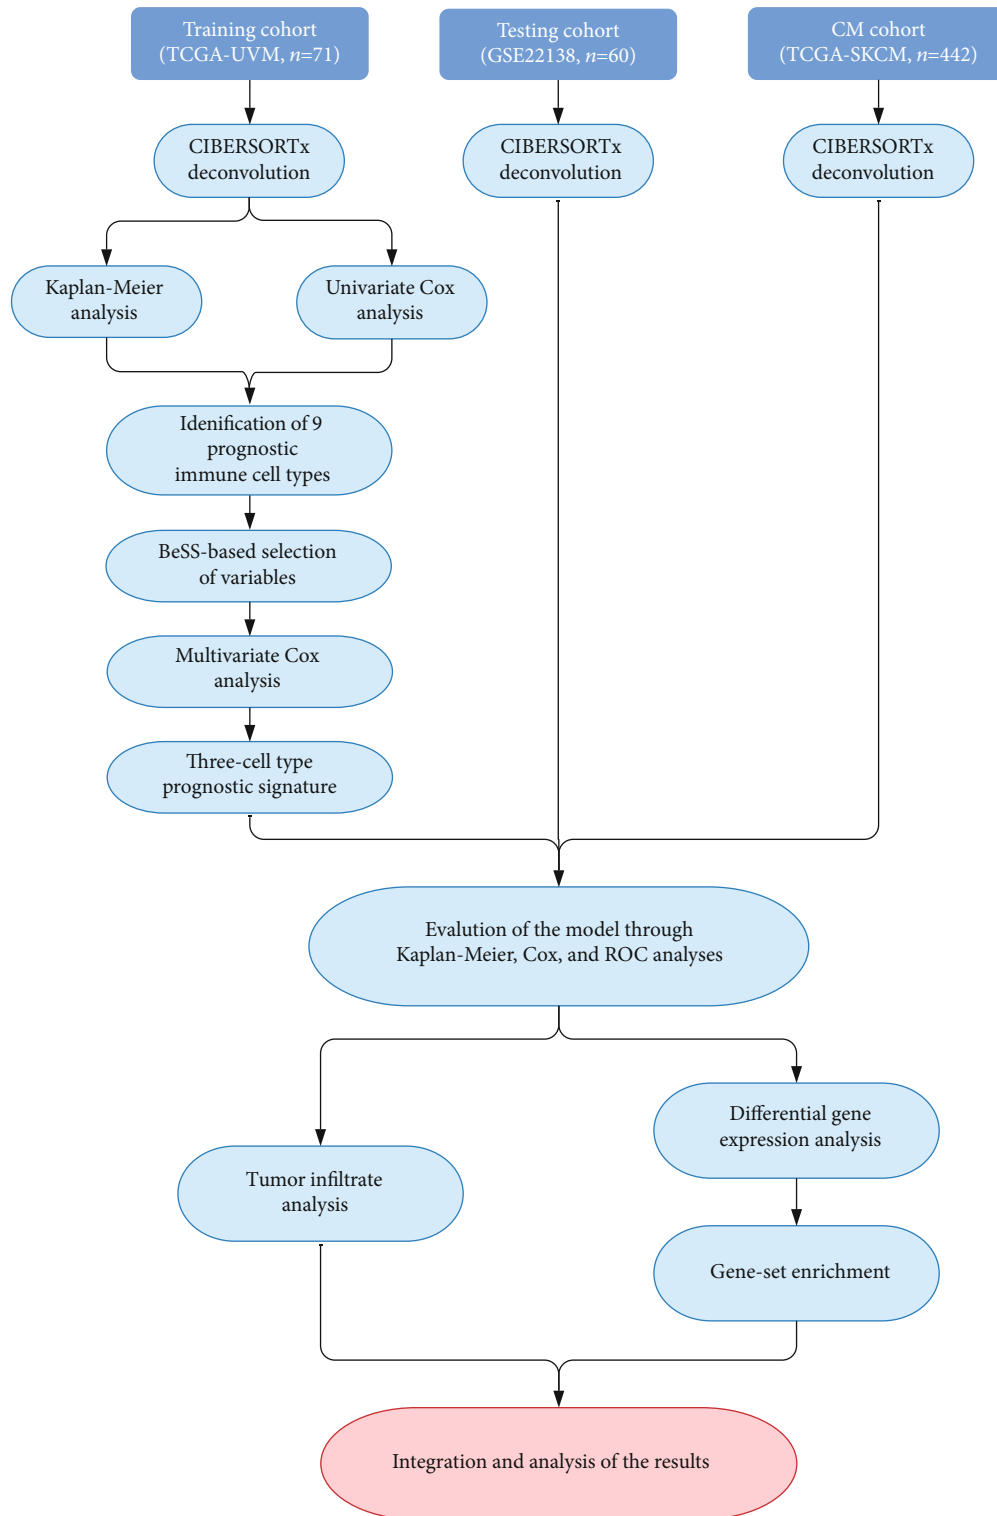 Training cohort
(TCGA-UVM, n=71)
Testing cohort
(GSE22138, n=60)
CM cohort
(TCGA-SKCM, n=442)
CIBERSORTx
deconvolution
CIBERSORTx
deconvolution
CIBERSORTx
deconvolution
Kaplan-Meier
analysis
Univariate Cox
analysis
Idenification of 9
prognostic
immune cell types
BeSS-based selection
of variables
Multivariate Cox
analysis
Three-cell type
prognostic signature
Evalution of the model through
Kaplan-Meier, Cox, and ROC analyses
Differential gene
expression analysis
Tumor infiltrate
analysis
Gene-set enrichment
Integration and analysis of the results